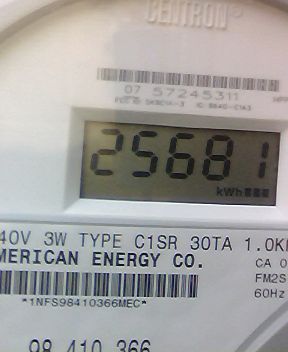 CENTRON®
07 57245311
25681
kWh
40V 3W TYPE C1SR 30TA 1.0K
MERICAN ENERGY CO.
CA 0
FM2S
*1NFS98410366MEC*
60Hz
98 410 366